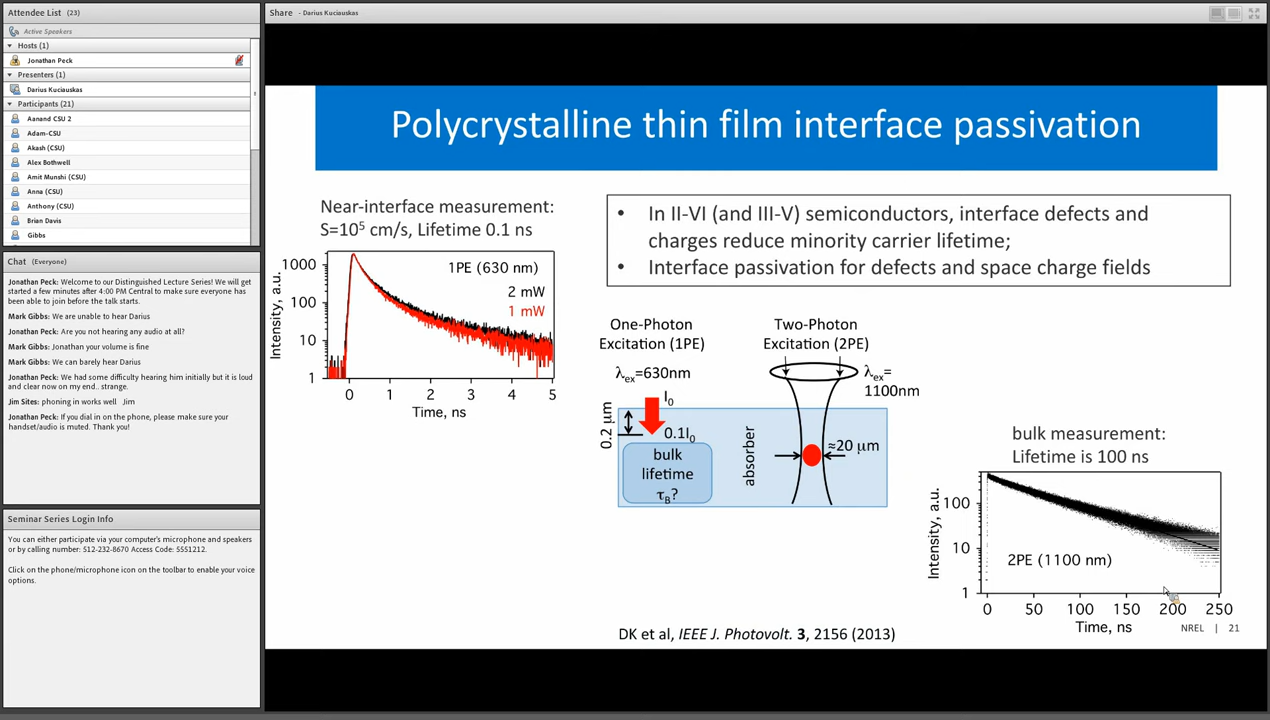 Attendee List (23)
Active Speakers
Hosts (1)
Jonathan Peck
Presenters (1)
Darius Kuciauskas
Participants (21)
Aanand CSU 2
Adam-CSU
Akash (CSU)
Alex Bothwell
Amit Munshi (CSU)
Anna (CSU)
Anthony (CSU)
Brian Davis
Gibbs
Chat (Everyone)
Jonathan Peck: Welcome to our Distinguished Lecture Series! We will get
started a few minutes after 4:00 PM Central to make sure everyone has
been able to join before the talk starts.
Mark Gibbs: We are unable to hear Darius
Jonathan Peck: Are you not hearing any audio at all?
Mark Gibbs: Jonathan your volume is fine
Mark Gibbs: We can barely hear Darius
Jonathan Peck: We had some difficulty hearing him initially but it is loud
and clear now on my end.. strange.
Jim Sites: phoning in works well Jim
Jonathan Peck: If you dial in on the phone, please make sure your
handset/audio is muted. Thank you!
Seminar Series Login Info
You can either participate via your computer's microphone and speakers
or by calling number: 512-232-8670 Access Code: 5551212.
Click on the phone/microphone icon on the toolbar to enable your voice
options.
Share - Darius Kuciauskas
Polycrystalline thin film interface passivation
Near-interface measurement:
S=10⁵ cm/s, Lifetime 0.1 ns
Intensity, a.u.
1000
100
10
1
1PE (630 nm)
2 mW
1 mW
0 1 2 3 4 5
Time, ns
• In II-VI (and III-V) semiconductors, interface defects and
charges reduce minority carrier lifetime;
• Interface passivation for defects and space charge fields
One-Photon
Excitation (1PE)
λex=630nm
I0
0.2 μm
0.1I0
bulk
lifetime
τB?
absorber
Two-Photon
Excitation (2PE)
λex=
1100nm
≈20 μm
bulk measurement:
Lifetime is 100 ns
Intensity, a.u.
100
10
1
2PE (1100 nm)
0 50 100 150 200 250
Time, ns
DK et al, IEEE J. Photovolt. 3, 2156 (2013)
NREL | 21